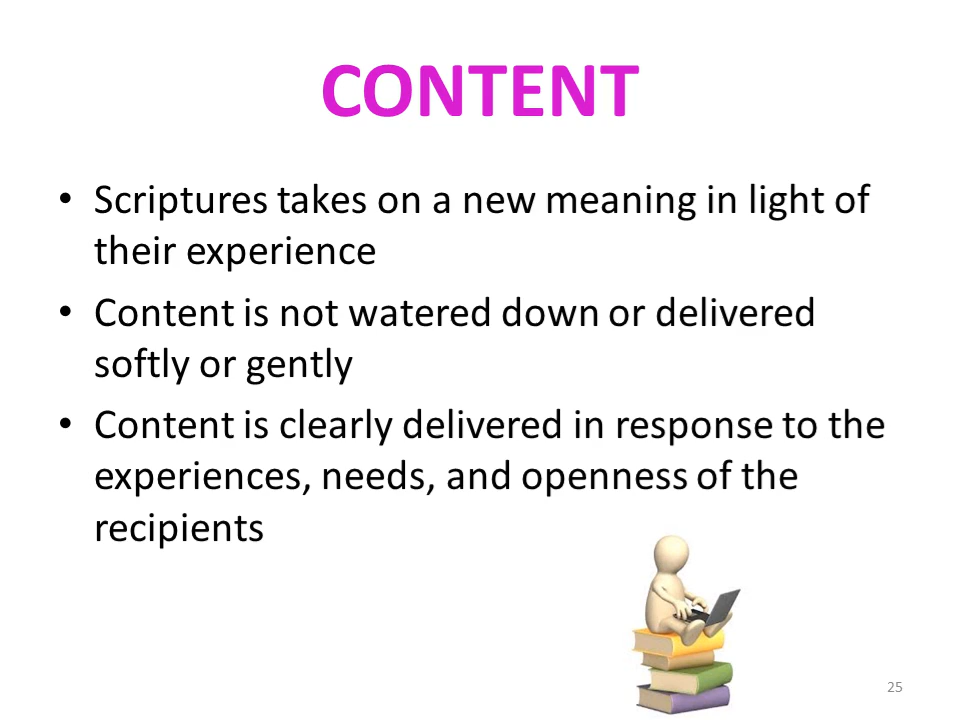 CONTENT
• Scriptures takes on a new meaning in light of
their experience
• Content is not watered down or delivered
softly or gently
• Content is clearly delivered in response to the
experiences, needs, and openness of the
recipients
25